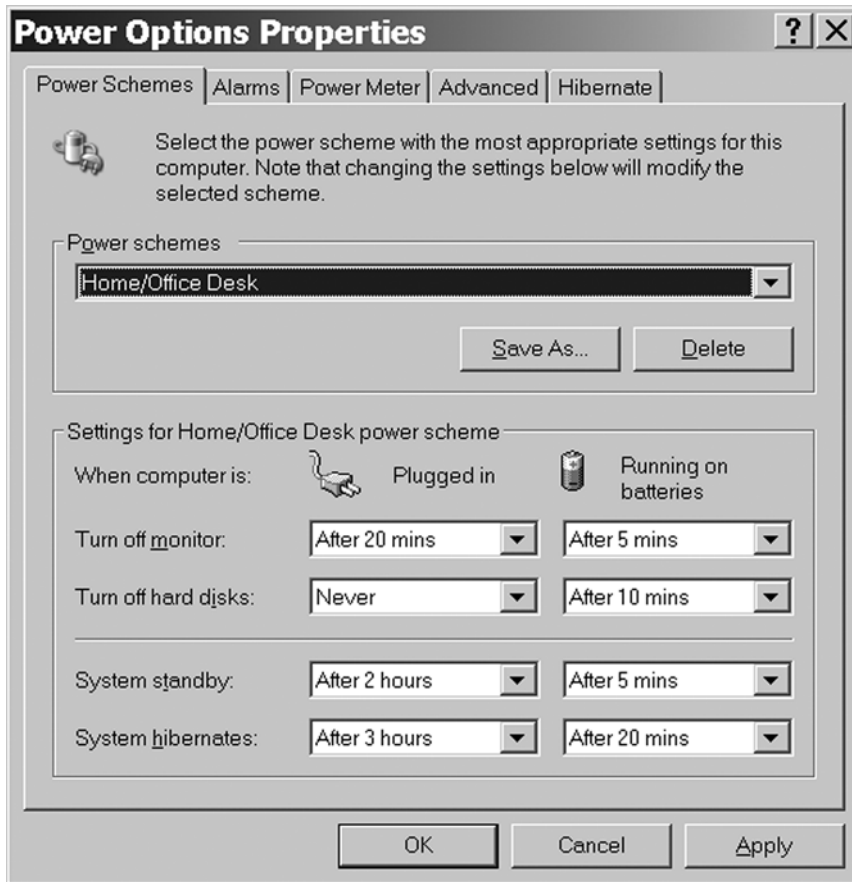 Power Options Properties
Power Schemes Alarms Power Meter Advanced Hibernate
Select the power scheme with the most appropriate settings for this
computer. Note that changing the settings below will modify the
selected scheme.
Power schemes
Home/Office Desk
Save As... Delete
Settings for Home/Office Desk power scheme
When computer is: Plugged in Running on
batteries
Turn off monitor: After 20 mins After 5 mins
Turn off hard disks: Never After 10 mins
System standby: After 2 hours After 5 mins
System hibernates: After 3 hours After 20 mins
OK Cancel Apply